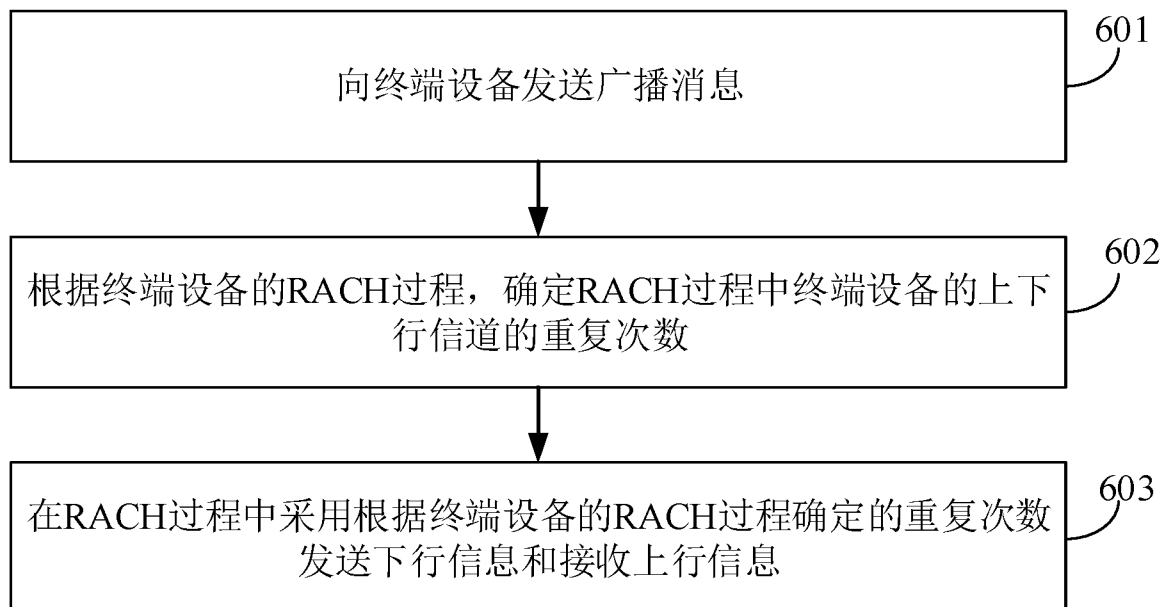 601
向终端设备发送广播消息
602
根据终端设备的RACH过程，确定RACH过程中终端设备的上下
行信道的重复次数
603
在RACH过程中采用根据终端设备的RACH过程确定的重复次数
发送下行信息和接收上行信息